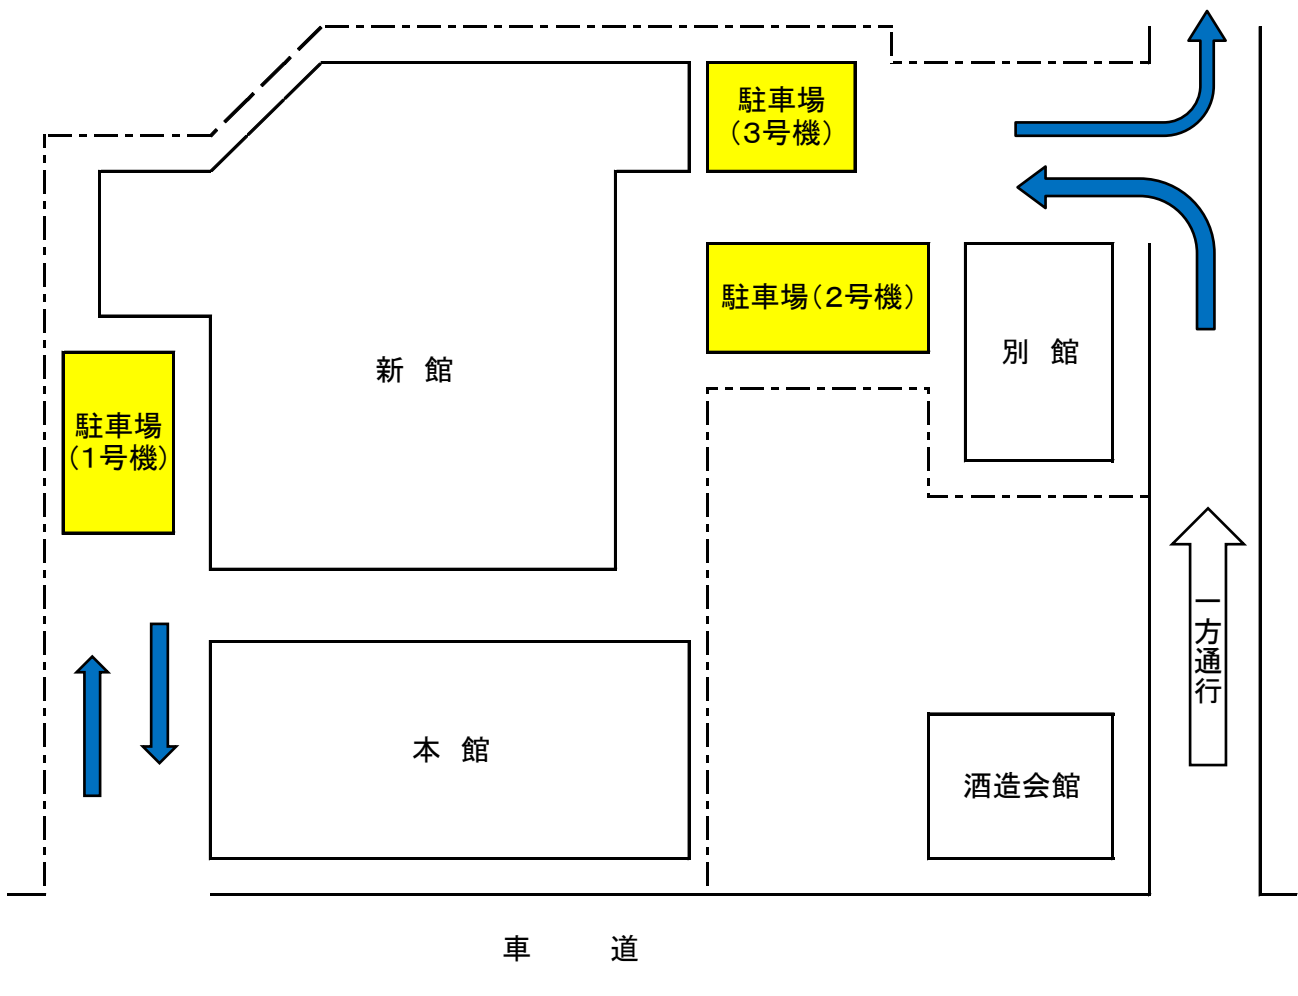 駐車場
（3号機）
駐車場（2号機）
別　館
新　館
駐車場
（1号機）
一方通行
本　館
酒造会館
車　　道